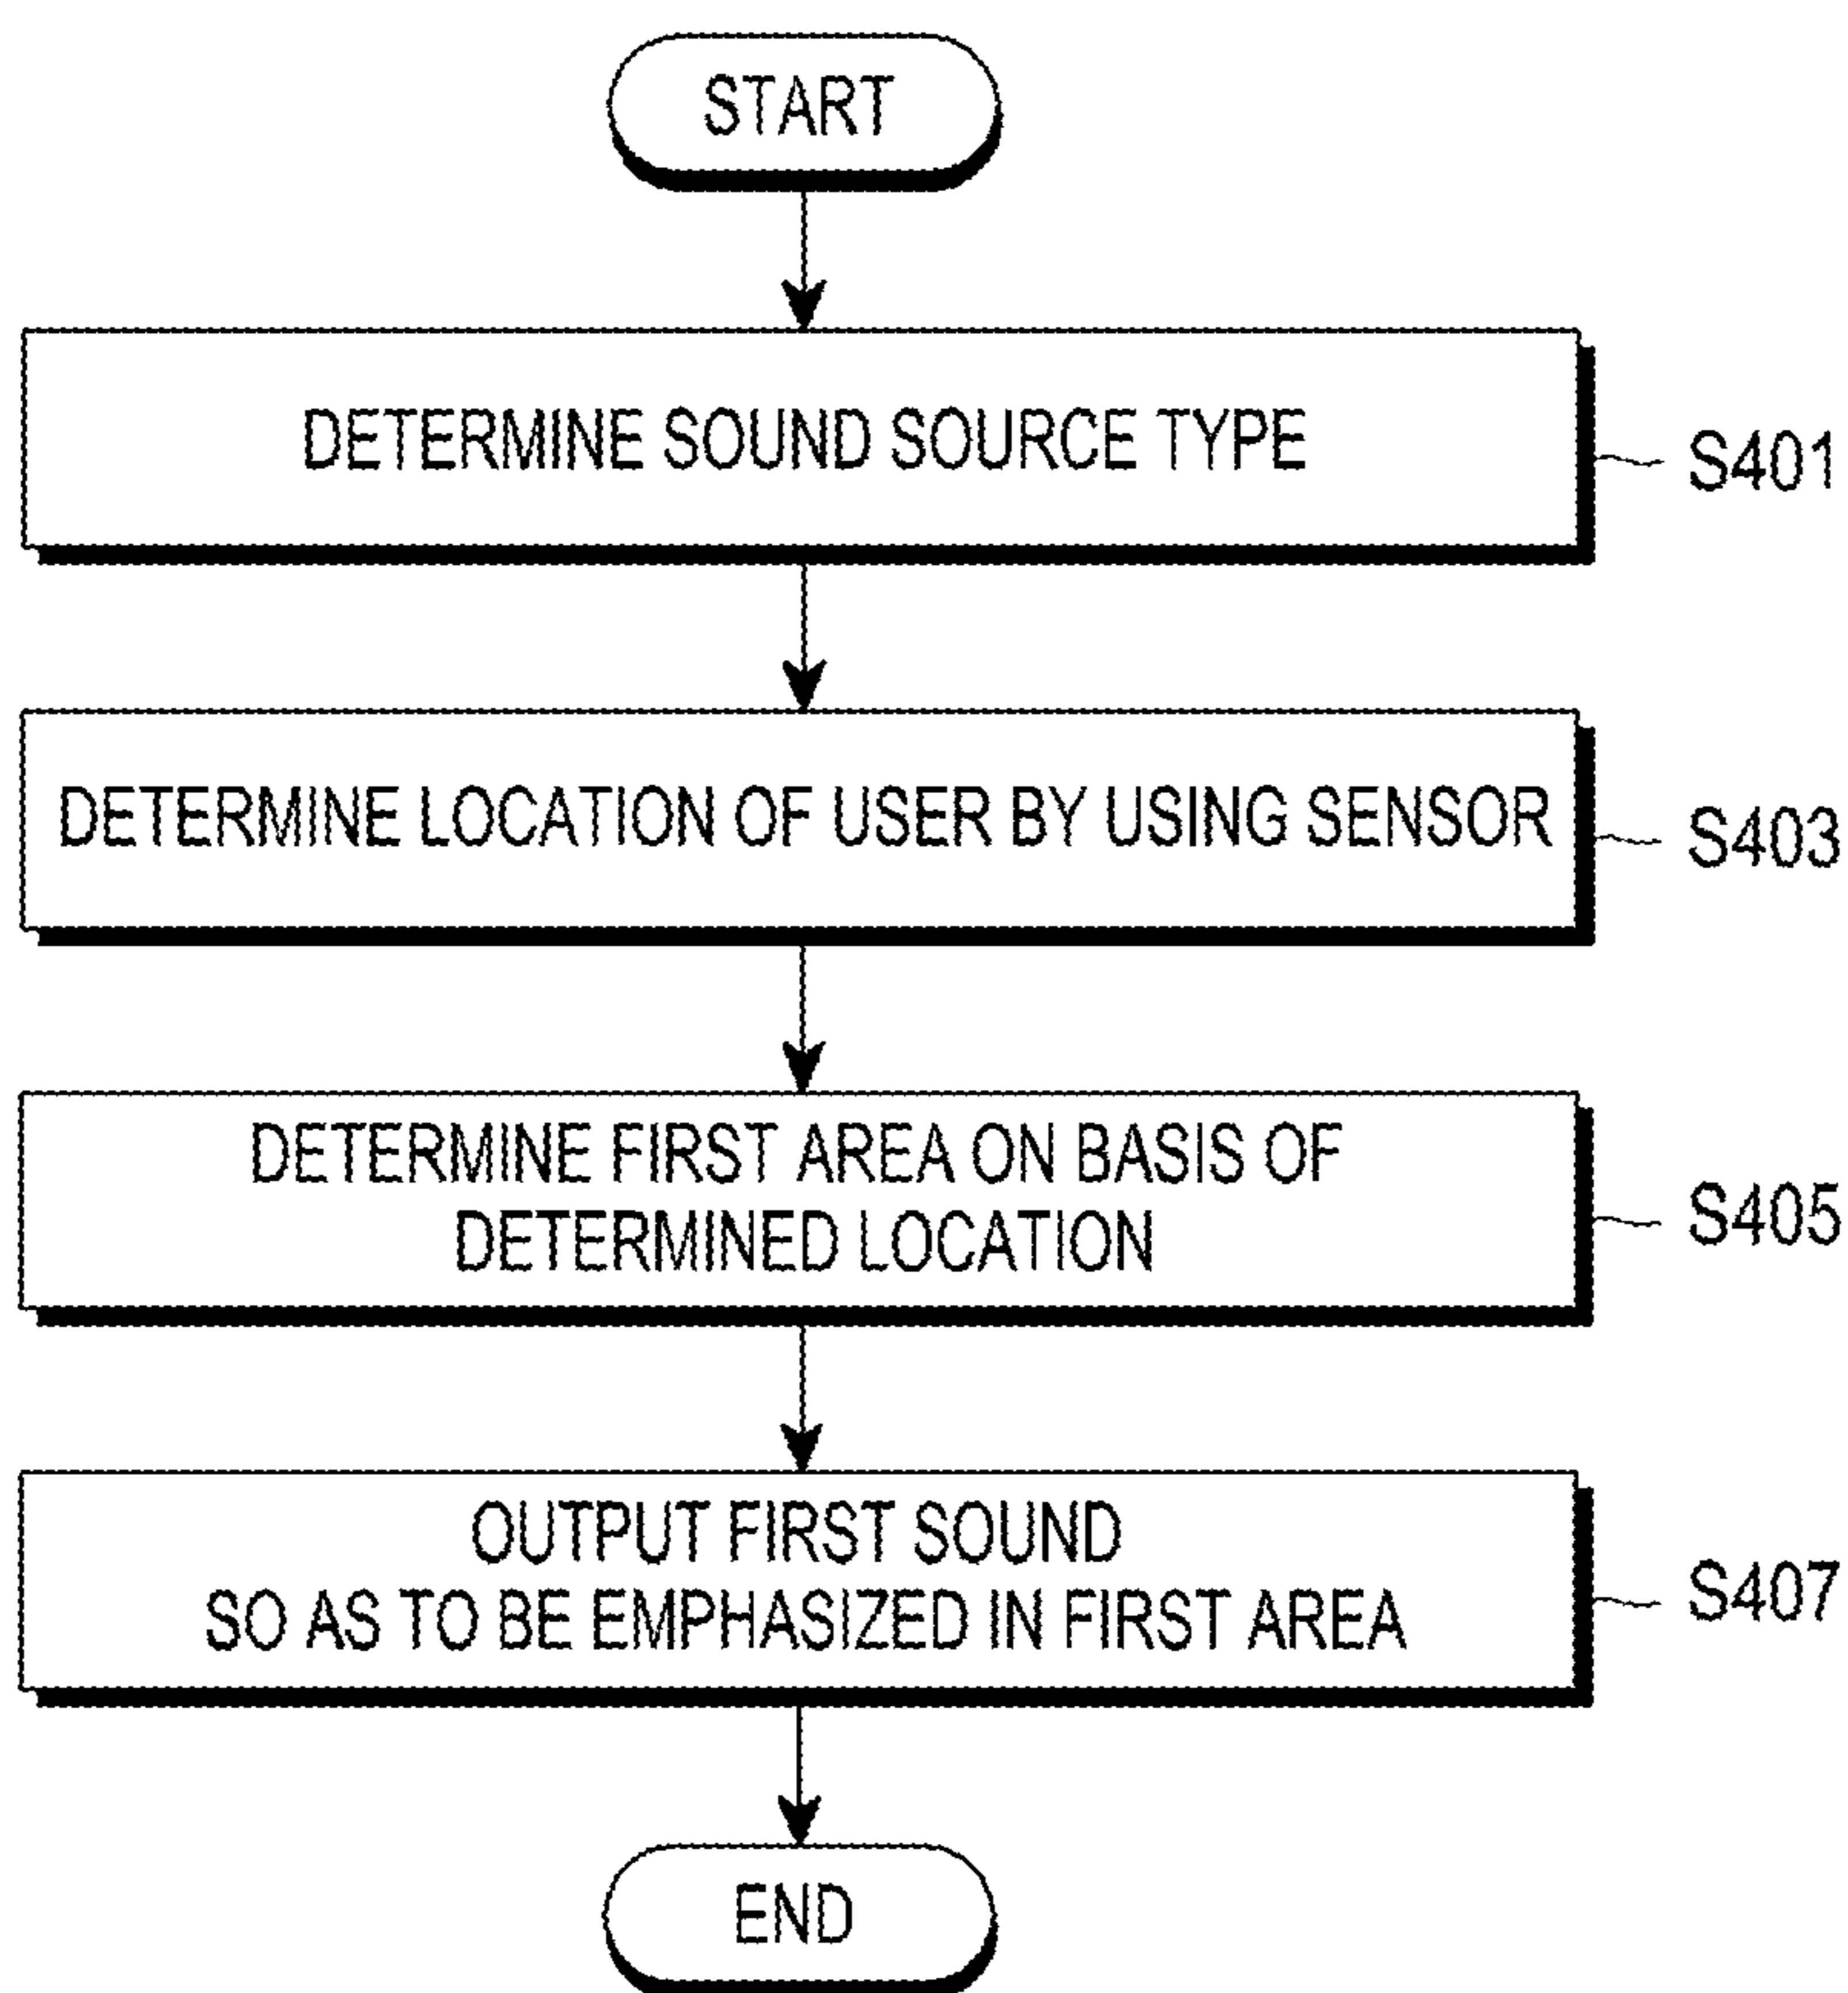 START
DETERMINE SOUND SOURCE TYPE
S401
DETERMINE LOCATION OF USER BY USING SENSOR
S403
DETERMINE FIRST AREA ON BASIS OF
DETERMINED LOCATION
S405
OUTPUT FIRST SOUND
SO AS TO BE EMPHASIZED IN FIRST AREA
S407
END